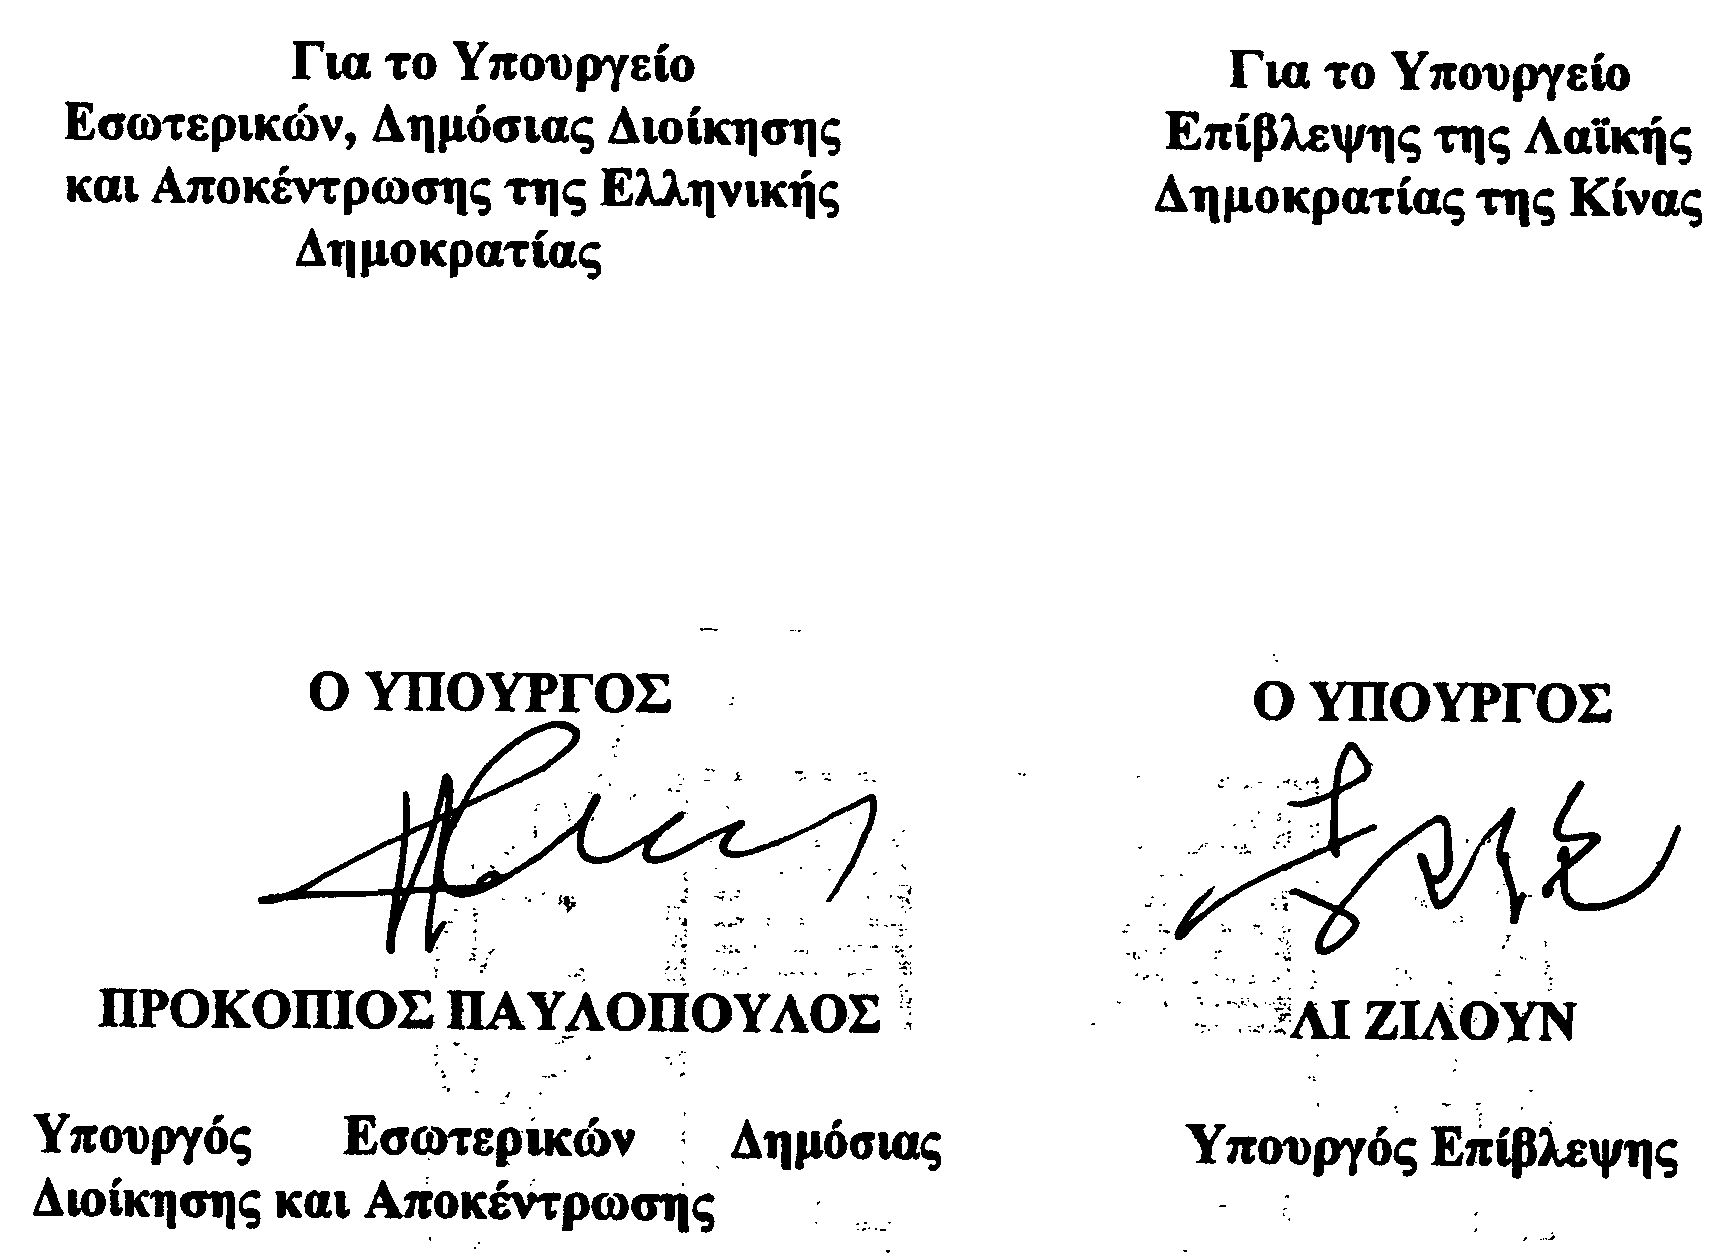 Για το Υπουργείο
Εσωτερικών, Δημόσιας Διοίκησης
και Αποκέντρωσης της Ελληνικής
Δημοκρατίας
Ο ΥΠΟΥΡΓΟΣ
ΠΡΟΚΟΠΙΟΣ ΠΑΥΛΟΠΟΥΛΟΣ
Υπουργός Εσωτερικών Δημόσιας
Διοίκησης και Αποκέντρωσης
Για το Υπουργείο
Επίβλεψης της Λαϊκής
Δημοκρατίας της Κίνας
Ο ΥΠΟΥΡΓΟΣ
ΛΙ ΖΙΛΟΥΝ
Υπουργός Επίβλεψης